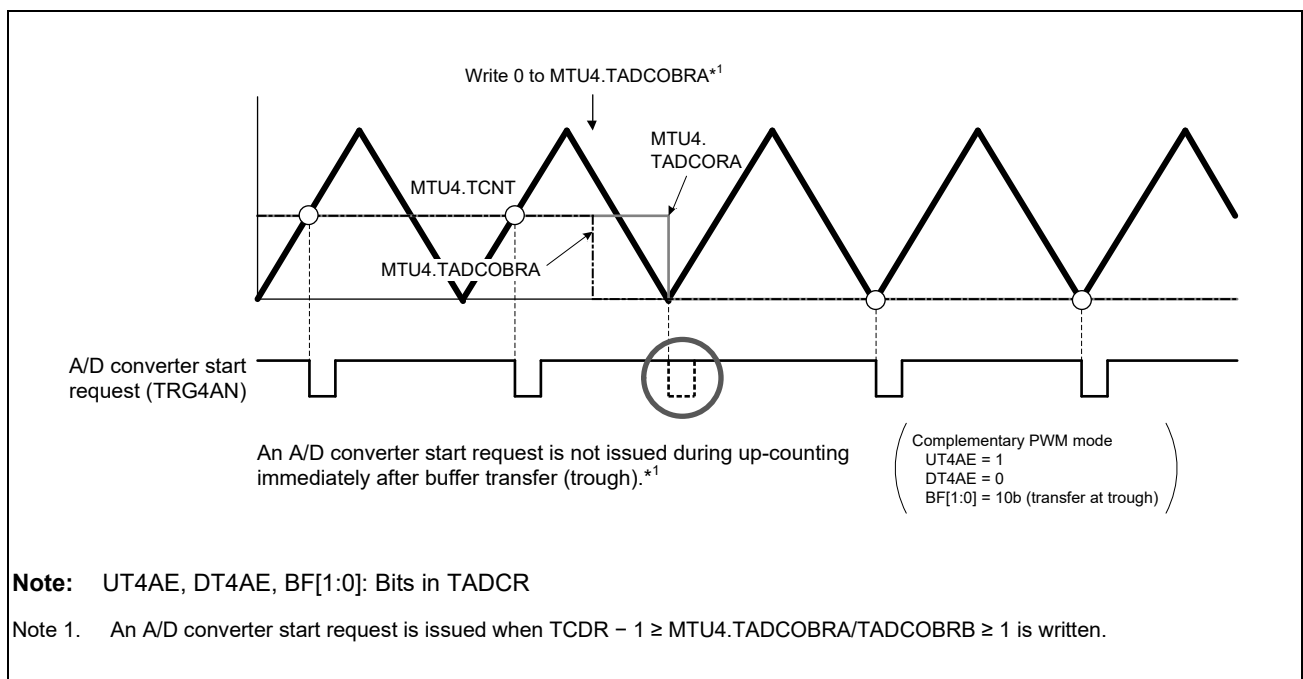 Write 0 to MTU4.TADCOBRA*1
MTU4.
TADCORA
MTU4.TCNT
MTU4.TADCOBRA
A/D converter start
request (TRG4AN)
An A/D converter start request is not issued during up-counting
immediately after buffer transfer (trough).*1
Complementary PWM mode
UT4AE = 1
DT4AE = 0
BF[1:0] = 10b (transfer at trough)
Note: UT4AE, DT4AE, BF[1:0]: Bits in TADCR
Note 1. An A/D converter start request is issued when TCDR − 1 ≥ MTU4.TADCOBRA/TADCOBRB ≥ 1 is written.